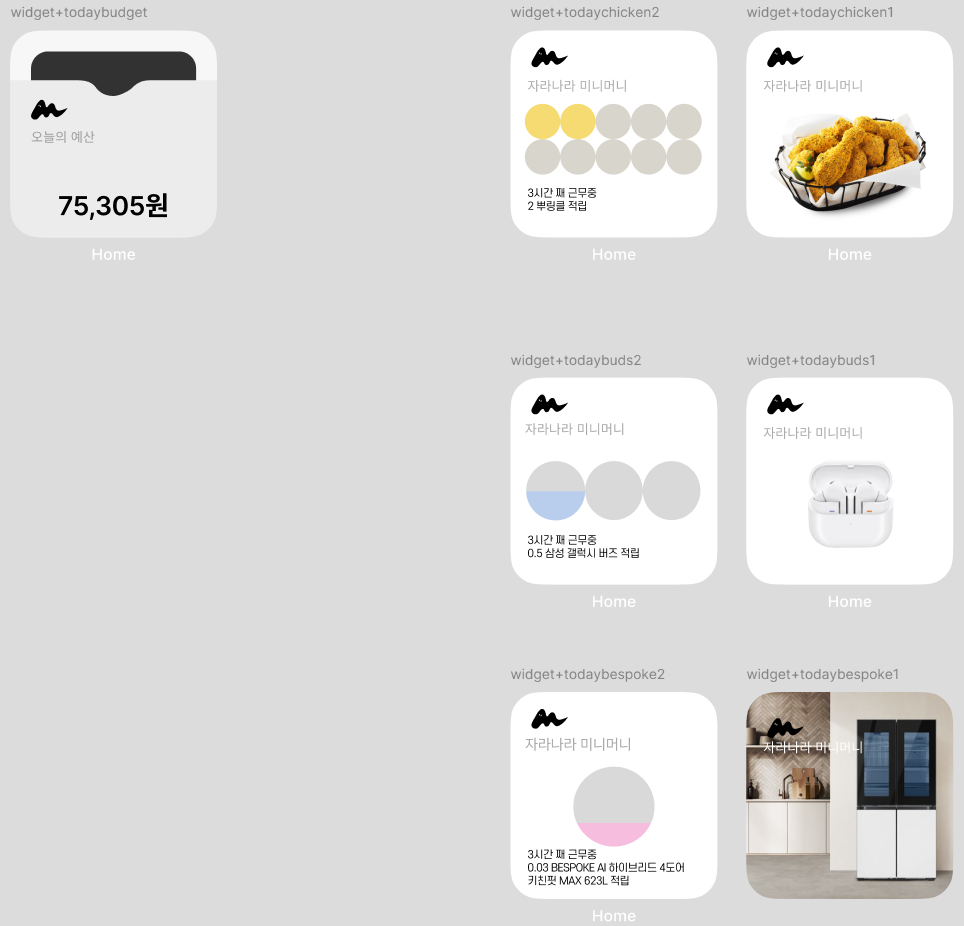 widget+todaybudget
오늘의 예산
75,305원
Home
widget+todaychicken2
자라나라 미니머니
3시간 째 근무중
2 뿌링클 적립
Home
widget+todaychicken1
자라나라 미니머니
Home
widget+todaybuds2
자라나라 미니머니
3시간 째 근무중
0.5 삼성 갤럭시 버즈 적립
Home
widget+todaybuds1
자라나라 미니머니
Home
widget+todaybespoke2
자라나라 미니머니
3시간 째 근무중
0.03 BESPOKE AI 하이브리드 4도어
키친핏 MAX 623L 적립
Home
widget+todaybespoke1
자라나라 미니머니